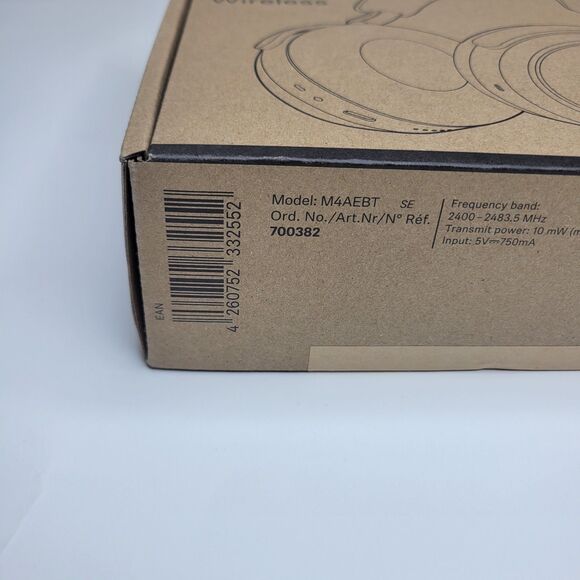 Wireless
Model: M4AEBT SE
Ord. No./Art.Nr/N° Réf.
700382
Frequency band:
2400–2483,5 MHz
Transmit power: 10 mW
Input: 5V⎓750mA
EAN
4 260752 332552